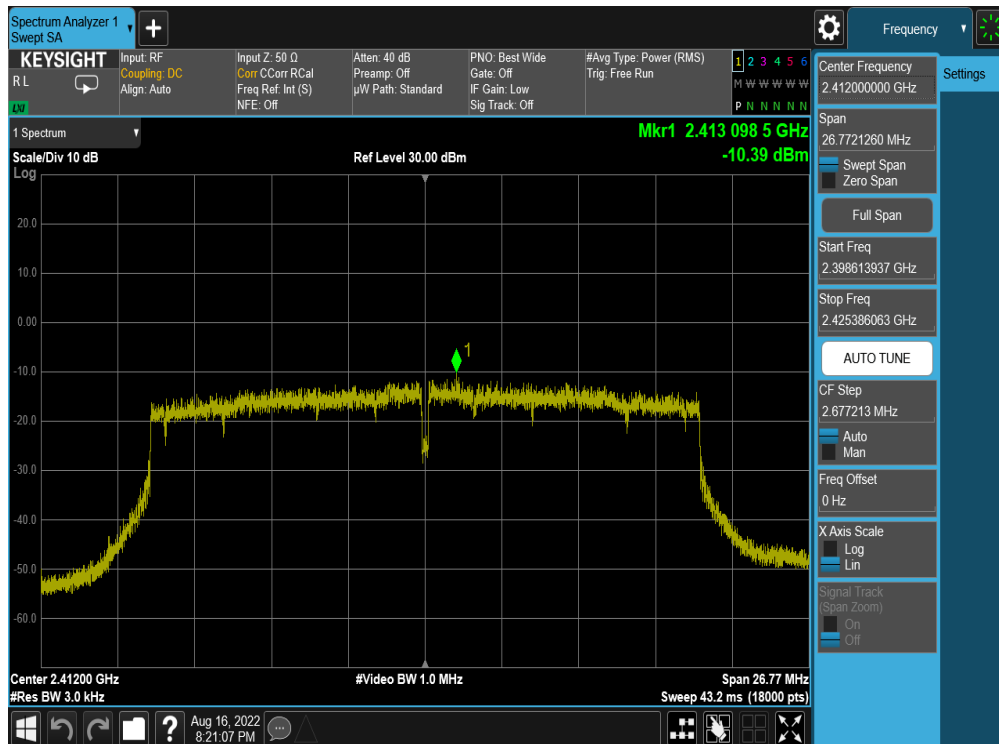 Spectrum Analyzer 1
Swept SA
Frequency
KEYSIGHT
R L
LXI
Input: RF
Coupling: DC
Align: Auto
Input Z: 50 Ω
Corr CCorr RCal
Freq Ref: Int (S)
NFE: Off
Atten: 40 dB
Preamp: Off
µW Path: Standard
PNO: Best Wide
Gate: Off
IF Gain: Low
Sig Track: Off
#Avg Type: Power (RMS)
Trig: Free Run
1 2 3 4 5 6
M W W W W W
P N N N N N
1 Spectrum
Scale/Div 10 dB
Log
Ref Level 30.00 dBm
Mkr1 2.413 098 5 GHz
-10.39 dBm
20.0
10.0
0.00
-10.0
-20.0
-30.0
-40.0
-50.0
-60.0
1
Center 2.41200 GHz
#Res BW 3.0 kHz
#Video BW 1.0 MHz
Span 26.77 MHz
Sweep 43.2 ms (18000 pts)
Center Frequency
2.412000000 GHz
Settings
Span
26.7721260 MHz
Swept Span
Zero Span
Full Span
Start Freq
2.398613937 GHz
Stop Freq
2.425386063 GHz
AUTO TUNE
CF Step
2.677213 MHz
Auto
Man
Freq Offset
0 Hz
X Axis Scale
Log
Lin
Signal Track
(Span Zoom)
On
Off
?
Aug 16, 2022
8:21:07 PM